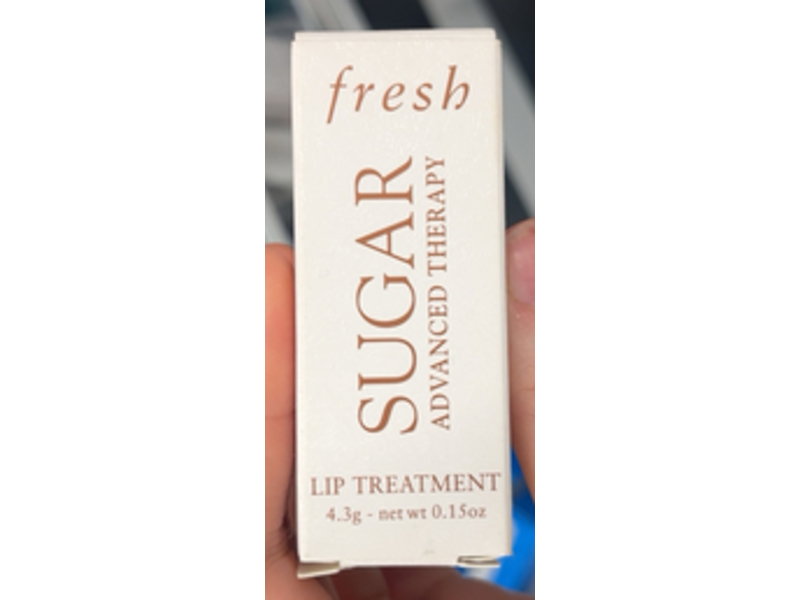 fresh
SUGAR
ADVANCED THERAPY
LIP TREATMENT
4.3g - net wt 0.15oz